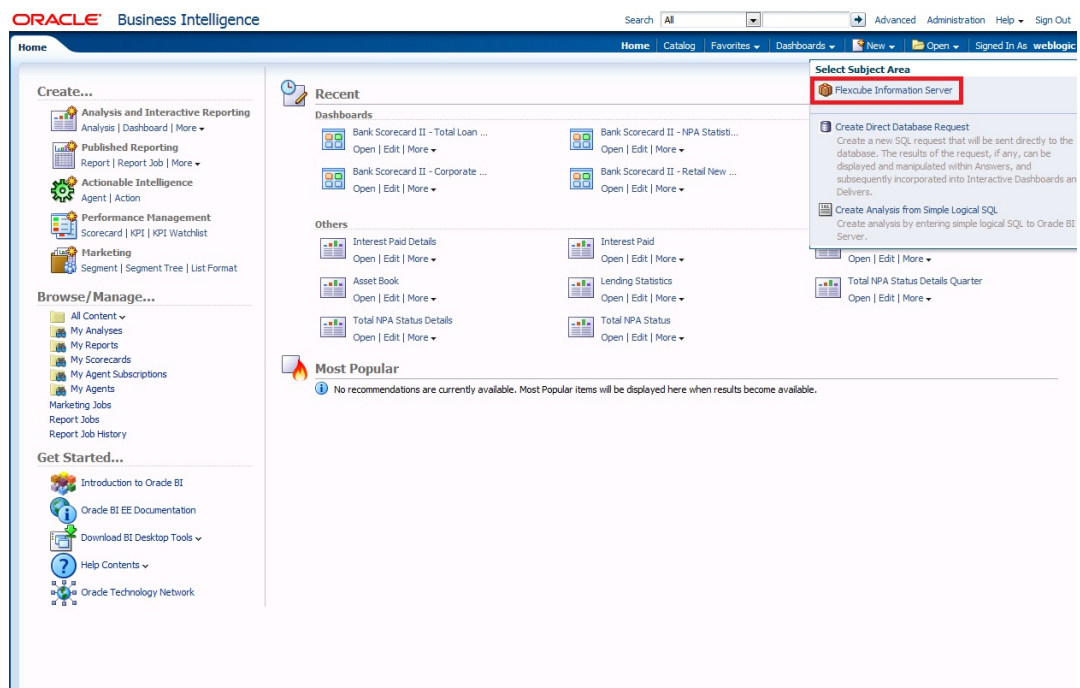 ORACLE Business Intelligence
Search All Advanced Administration Help Sign Out
Home
Home Catalog Favorites Dashboards New Open Signed In As weblogic
Select Subject Area
Flexcube Information Server
Create Direct Database Request
Create a new SQL request that will be sent directly to the
database. The results of the request, if any, can be
displayed and manipulated within Answers, and
subsequently incorporated into Interactive Dashboards an
Delivers.
Create Analysis from Simple Logical SQL
Create analysis by entering simple logical SQL to Oracle BI
Server.
Create...
Analysis and Interactive Reporting
Analysis | Dashboard | More
Published Reporting
Report | Report Job | More
Actionable Intelligence
Agent | Action
Performance Management
Scorecard | KPI | KPI Watchlist
Marketing
Segment | Segment Tree | List Format
Browse/Manage...
All Content
My Analyses
My Reports
My Scorecards
My Agent Subscriptions
My Agents
Marketing Jobs
Report Jobs
Report Job History
Get Started...
Introduction to Oracle BI
Oracle BI EE Documentation
Download BI Desktop Tools
Help Contents
Oracle Technology Network
Recent
Dashboards
Bank Scorecard II - Total Loan ...
Open | Edit | More
Bank Scorecard II - NPA Statisti...
Open | Edit | More
Bank Scorecard II - Corporate ...
Open | Edit | More
Bank Scorecard II - Retail New ...
Open | Edit | More
Others
Interest Paid Details
Open | Edit | More
Interest Paid
Open | Edit | More
Open | Edit | More
Asset Book
Open | Edit | More
Lending Statistics
Open | Edit | More
Total NPA Status Details Quarter
Open | Edit | More
Total NPA Status Details
Open | Edit | More
Total NPA Status
Open | Edit | More
Most Popular
No recommendations are currently available. Most Popular items will be displayed here when results become available.